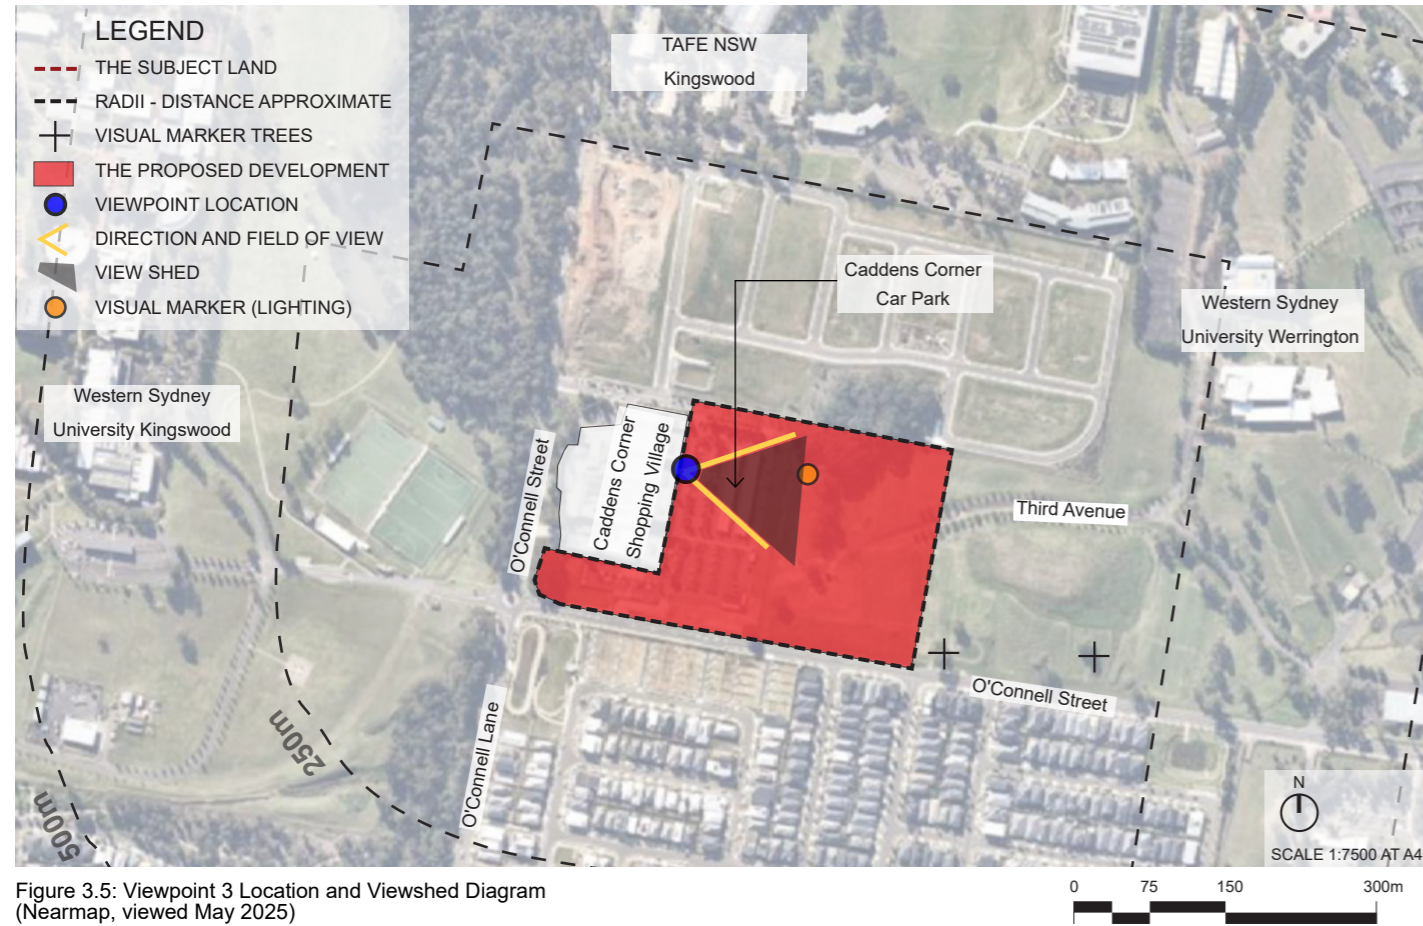 LEGEND
THE SUBJECT LAND
RADII - DISTANCE APPROXIMATE
VISUAL MARKER TREES
THE PROPOSED DEVELOPMENT
VIEWPOINT LOCATION
DIRECTION AND FIELD OF VIEW
VIEW SHED
VISUAL MARKER (LIGHTING)
TAFE NSW
Kingswood
Caddens Corner
Car Park
Western Sydney
University Werrington
Western Sydney
University Kingswood
O'Connell Street
Caddens Corner
Shopping Village
Third Avenue
O'Connell Street
O'Connell Lane
250m
500m
N
SCALE 1:7500 AT A4
Figure 3.5: Viewpoint 3 Location and Viewshed Diagram
(Nearmap, viewed May 2025)
0 75 150 300m